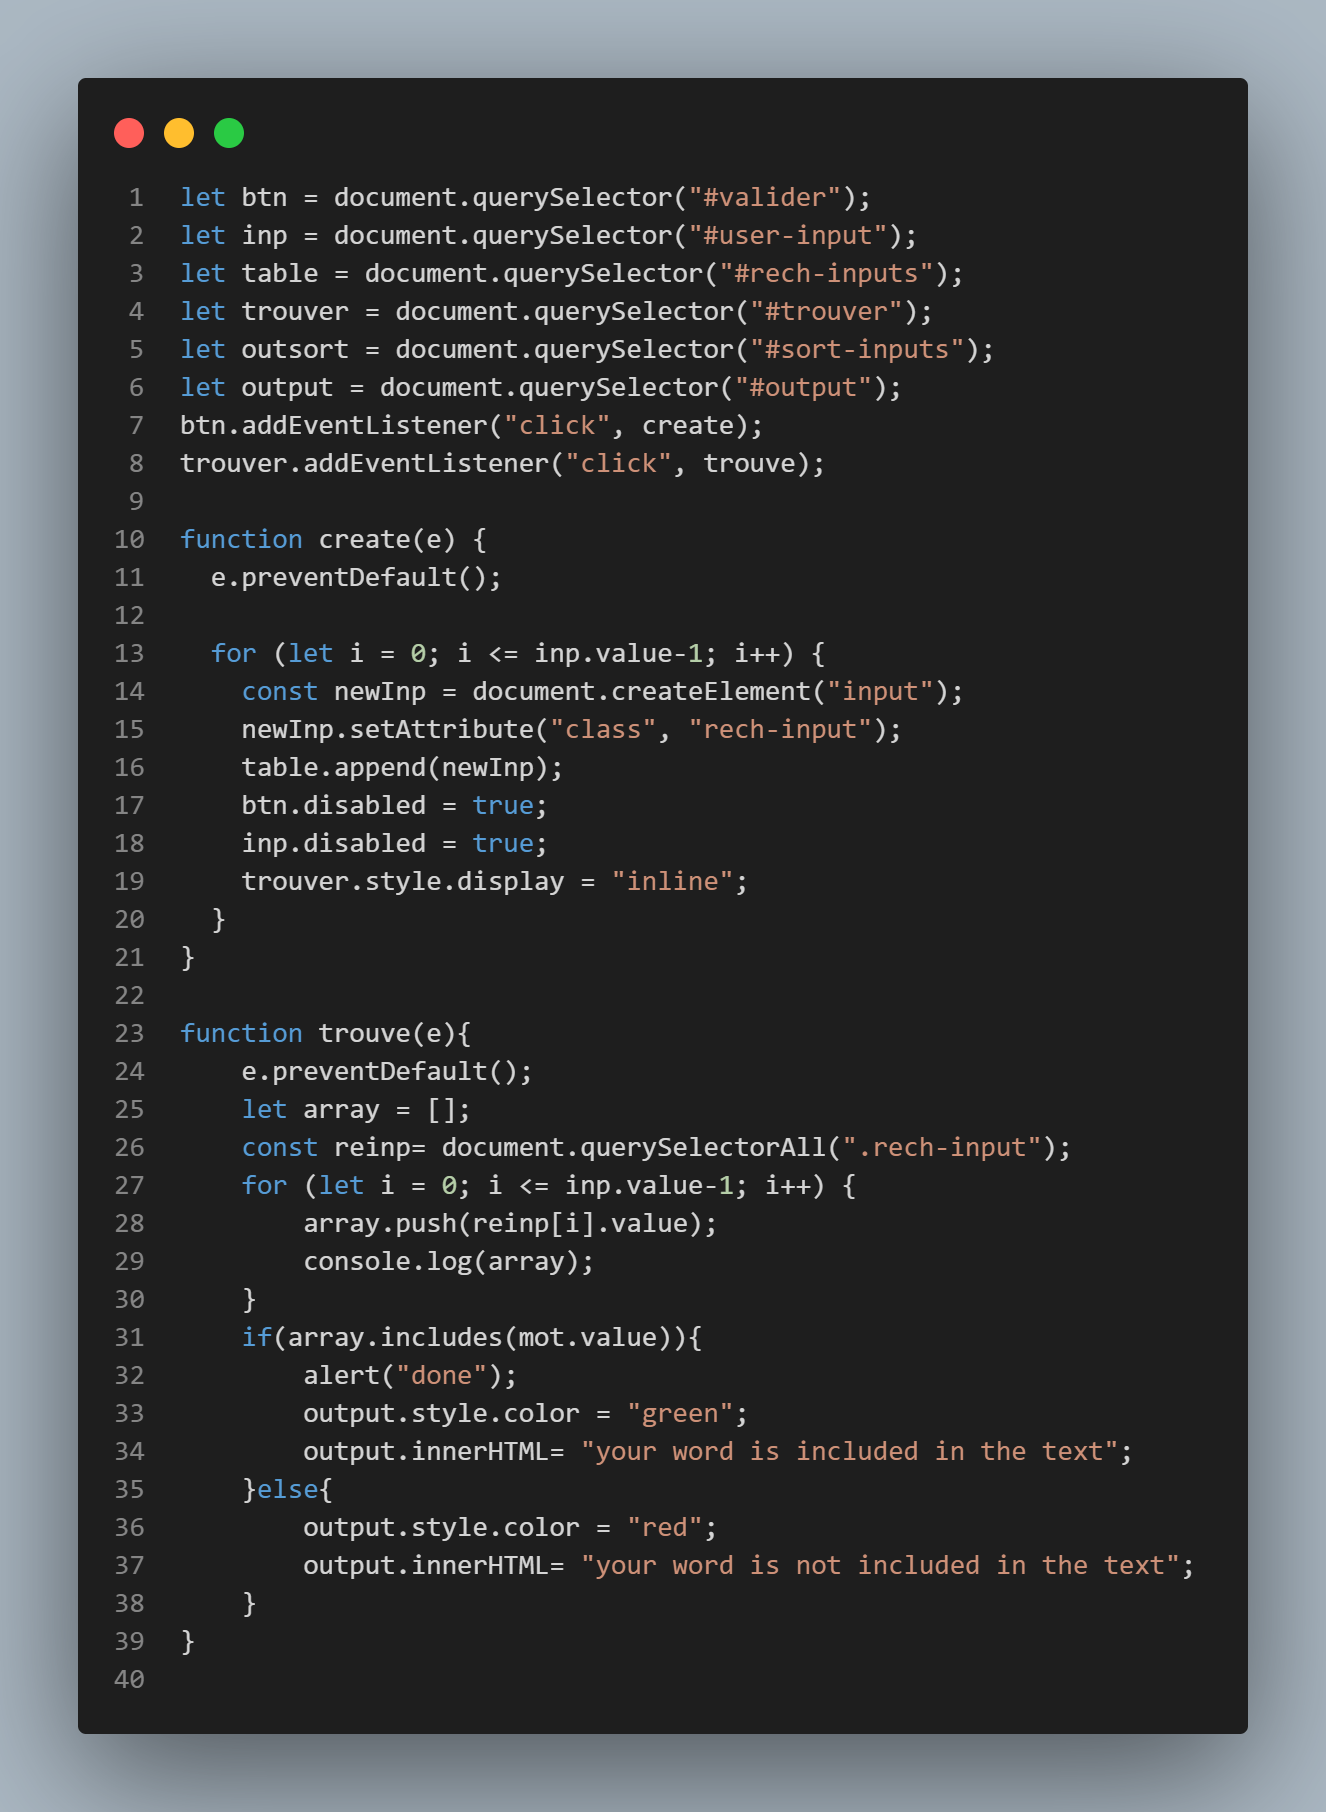 1 let btn = document.querySelector("#valider");
2 let inp = document.querySelector("#user-input");
3 let table = document.querySelector("#rech-inputs");
4 let trouver = document.querySelector("#trouver");
5 let outsort = document.querySelector("#sort-inputs");
6 let output = document.querySelector("#output");
7 btn.addEventListener("click", create);
8 trouver.addEventListener("click", trouve);
9
10 function create(e) {
11   e.preventDefault();
12
13   for (let i = 0; i <= inp.value-1; i++) {
14     const newInp = document.createElement("input");
15     newInp.setAttribute("class", "rech-input");
16     table.append(newInp);
17     btn.disabled = true;
18     inp.disabled = true;
19     trouver.style.display = "inline";
20   }
21 }
22
23 function trouve(e){
24     e.preventDefault();
25     let array = [];
26     const reinp= document.querySelectorAll(".rech-input");
27     for (let i = 0; i <= inp.value-1; i++) {
28         array.push(reinp[i].value);
29         console.log(array);
30     }
31     if(array.includes(mot.value)){
32         alert("done");
33         output.style.color = "green";
34         output.innerHTML= "your word is included in the text";
35     }else{
36         output.style.color = "red";
37         output.innerHTML= "your word is not included in the text";
38     }
39 }
40